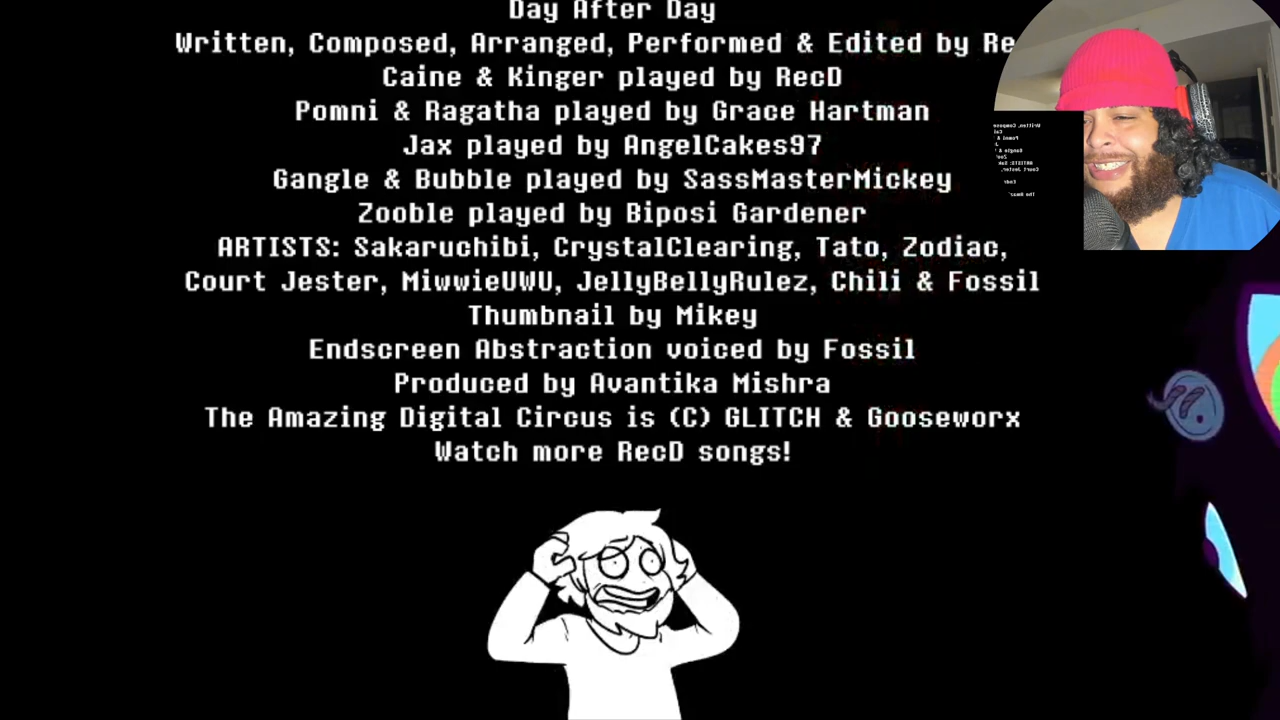 Day After Day
Written, Composed, Arranged, Performed & Edited by Re
Caine & Kinger played by RecD
Pomni & Ragatha played by Grace Hartman
Jax played by AngelCakes97
Gangle & Bubble played by SassMasterMickey
Zooble played by Biposi Gardener
ARTISTS: Sakaruchibi, CrystalClearing, Tato, Zodiac,
Court Jester, MiwwieUWU, JellyBellyRulez, Chili & Fossil
Thumbnail by Mikey
Endscreen Abstraction voiced by Fossil
Produced by Avantika Mishra
The Amazing Digital Circus is (C) GLITCH & Gooseworx
Watch more RecD songs!